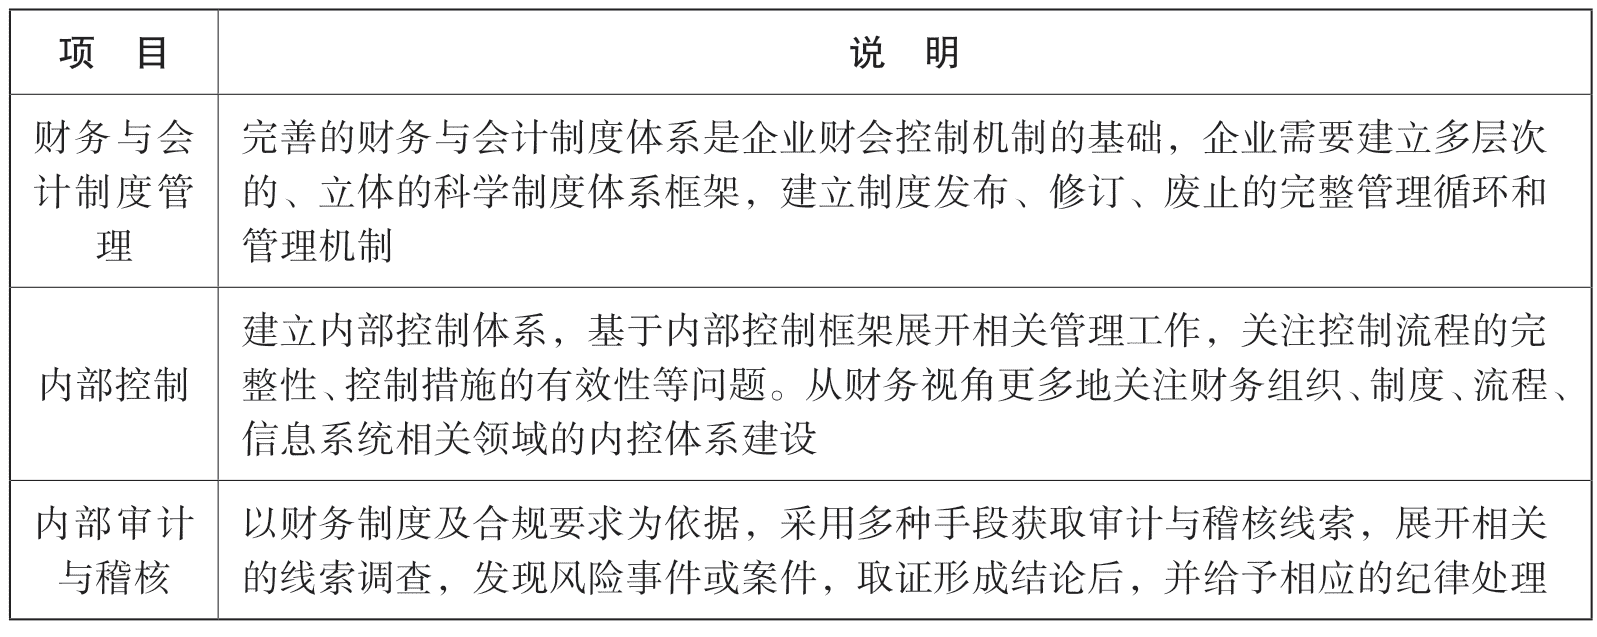 项 目
说 明
财务与会
计制度管
理
完善的财务与会计制度体系是企业财会控制机制的基础，企业需要建立多层次
的、立体的科学制度体系框架，建立制度发布、修订、废止的完整管理循环和
管理机制
内部控制
建立内部控制体系，基于内部控制框架展开相关管理工作，关注控制流程的完
整性、控制措施的有效性等问题。从财务视角更多地关注财务组织、制度、流程、
信息系统相关领域的内控体系建设
内部审计
与稽核
以财务制度及合规要求为依据，采用多种手段获取审计与稽核线索，展开相关
的线索调查，发现风险事件或案件，取证形成结论后，并给予相应的纪律处理